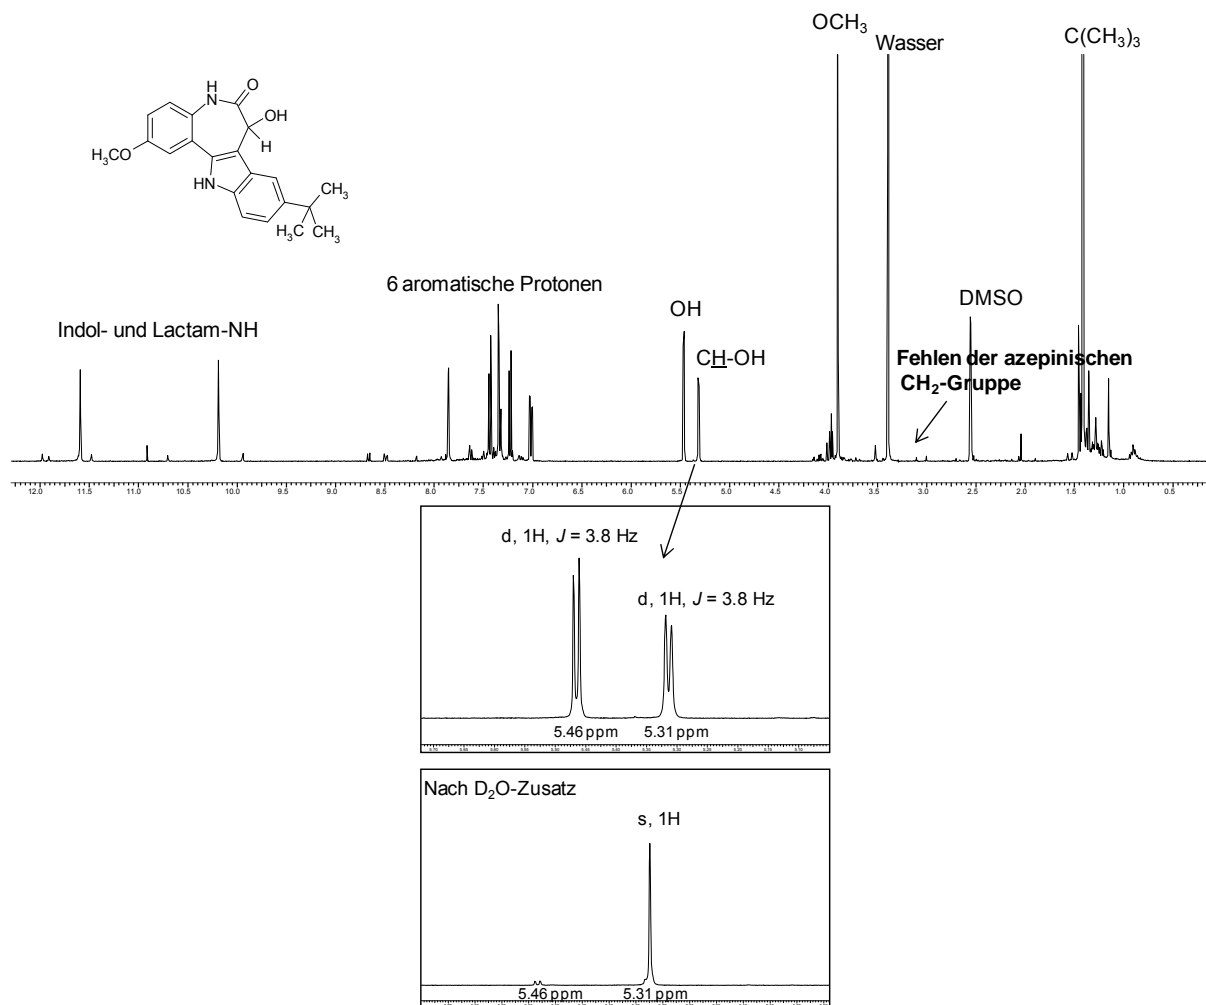 OCH3
Wasser
C(CH3)3
H
N
O
OH
H
H3CO
HN
CH3
H3C
CH3
6 aromatische Protonen
Indol- und Lactam-NH
OH
CH-OH
DMSO
Fehlen der azepinischen
CH2-Gruppe
12.0 11.5 11.0 10.5 10.0 9.5 9.0 8.5 8.0 7.5 7.0 6.5 6.0 5.5 5.0 4.5 4.0 3.5 3.0 2.5 2.0 1.5 1.0 0.5
d, 1H, J = 3.8 Hz
d, 1H, J = 3.8 Hz
5.46 ppm 5.31 ppm
Nach D2O-Zusatz
s, 1H
5.46 ppm 5.31 ppm